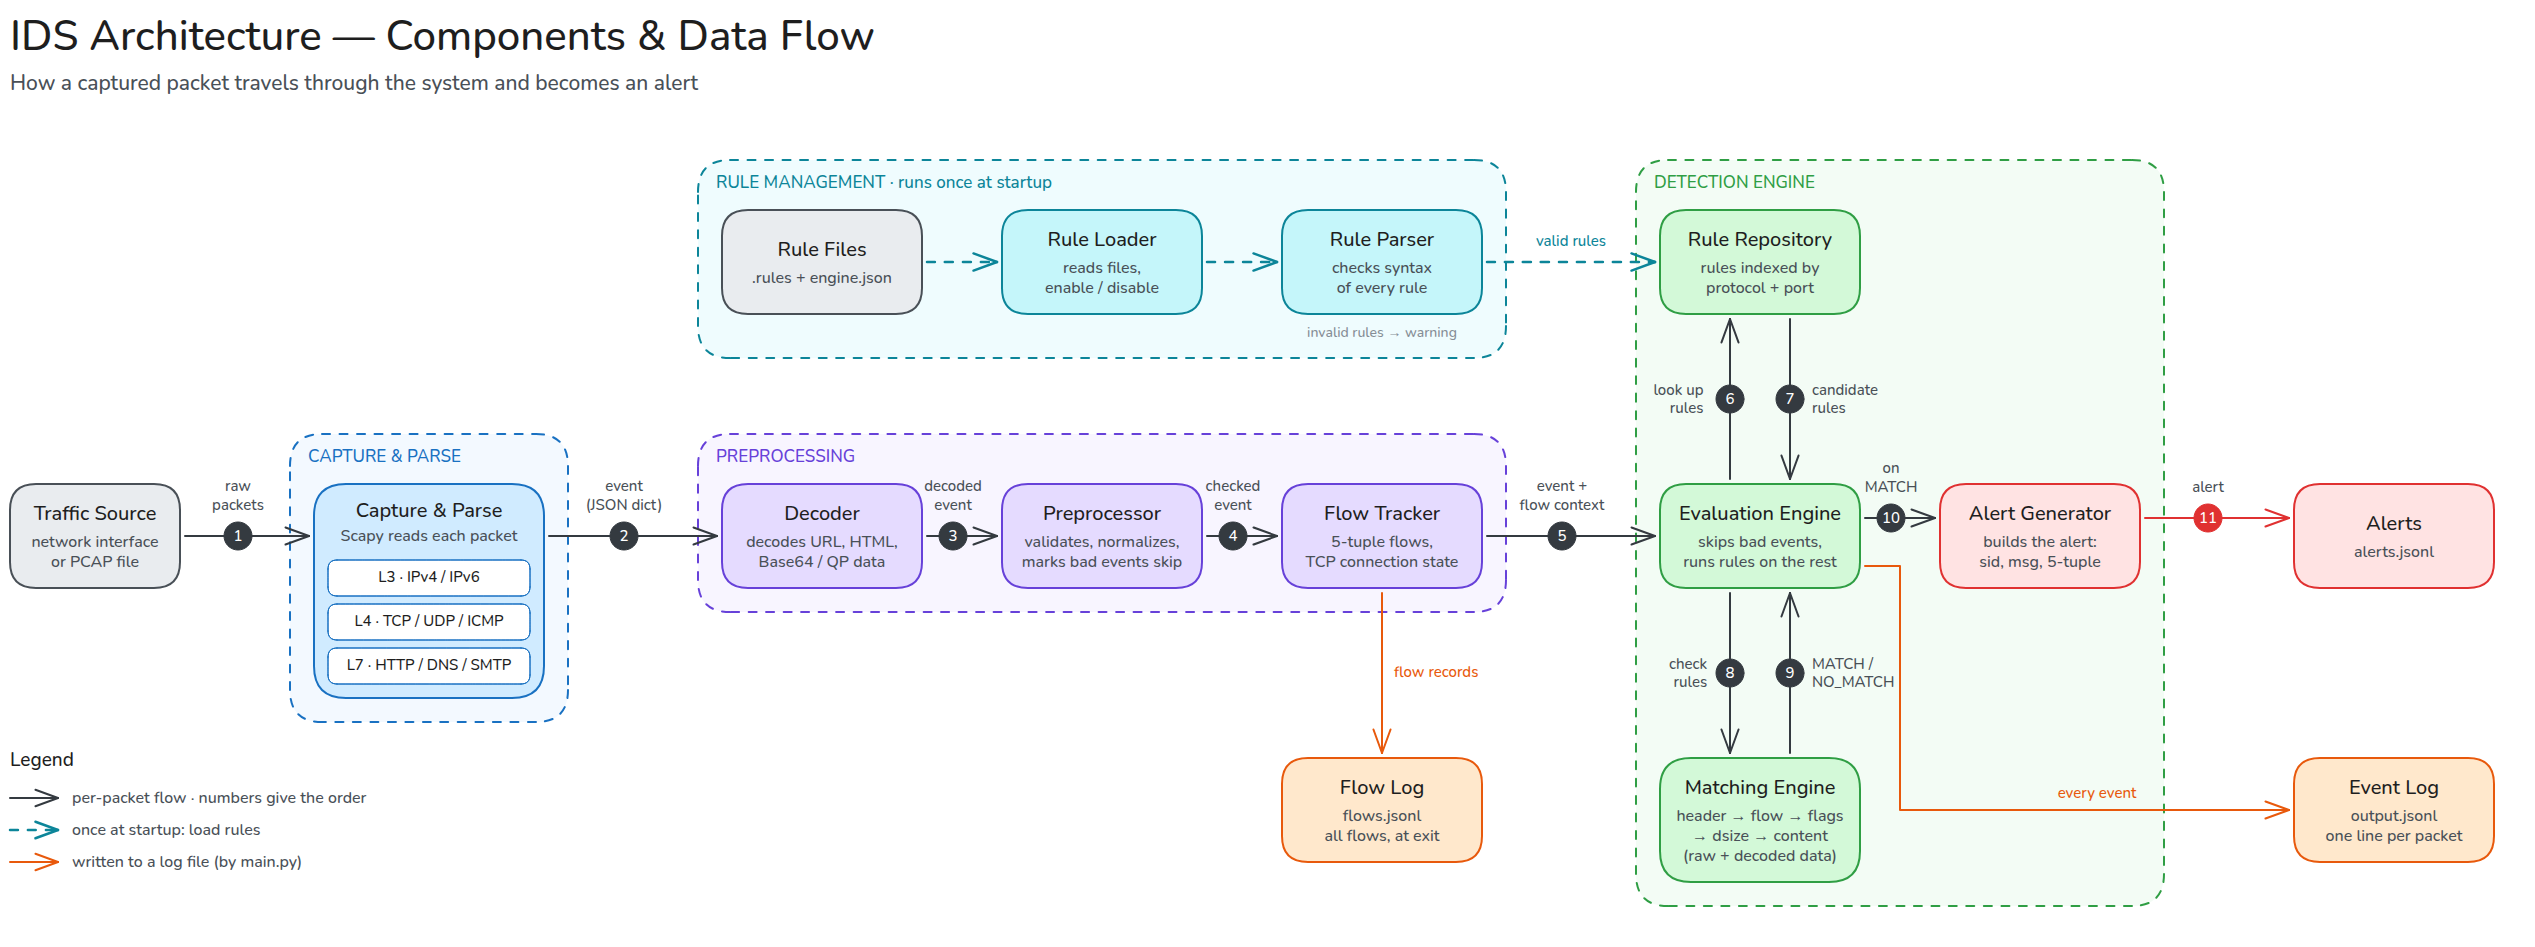 IDS Architecture — Components & Data Flow
How a captured packet travels through the system and becomes an alert
RULE MANAGEMENT · runs once at startup
Rule Files
.rules + engine.json
Rule Loader
reads files,
enable / disable
Rule Parser
checks syntax
of every rule
invalid rules → warning
valid rules
DETECTION ENGINE
Rule Repository
rules indexed by
protocol + port
look up
rules
6
7
candidate
rules
Traffic Source
network interface
or PCAP file
raw
packets
1
CAPTURE & PARSE
Capture & Parse
Scapy reads each packet
L3 · IPv4 / IPv6
L4 · TCP / UDP / ICMP
L7 · HTTP / DNS / SMTP
event
(JSON dict)
2
PREPROCESSING
Decoder
decodes URL, HTML,
Base64 / QP data
decoded
event
3
Preprocessor
validates, normalizes,
marks bad events skip
checked
event
4
Flow Tracker
5-tuple flows,
TCP connection state
event +
flow context
5
Evaluation Engine
skips bad events,
runs rules on the rest
on
MATCH
10
Alert Generator
builds the alert:
sid, msg, 5-tuple
alert
11
Alerts
alerts.jsonl
flow records
check
rules
8
9
MATCH /
NO_MATCH
Flow Log
flows.jsonl
all flows, at exit
Matching Engine
header → flow → flags
→ dsize → content
(raw + decoded data)
every event
Event Log
output.jsonl
one line per packet
Legend
per-packet flow · numbers give the order
once at startup: load rules
written to a log file (by main.py)